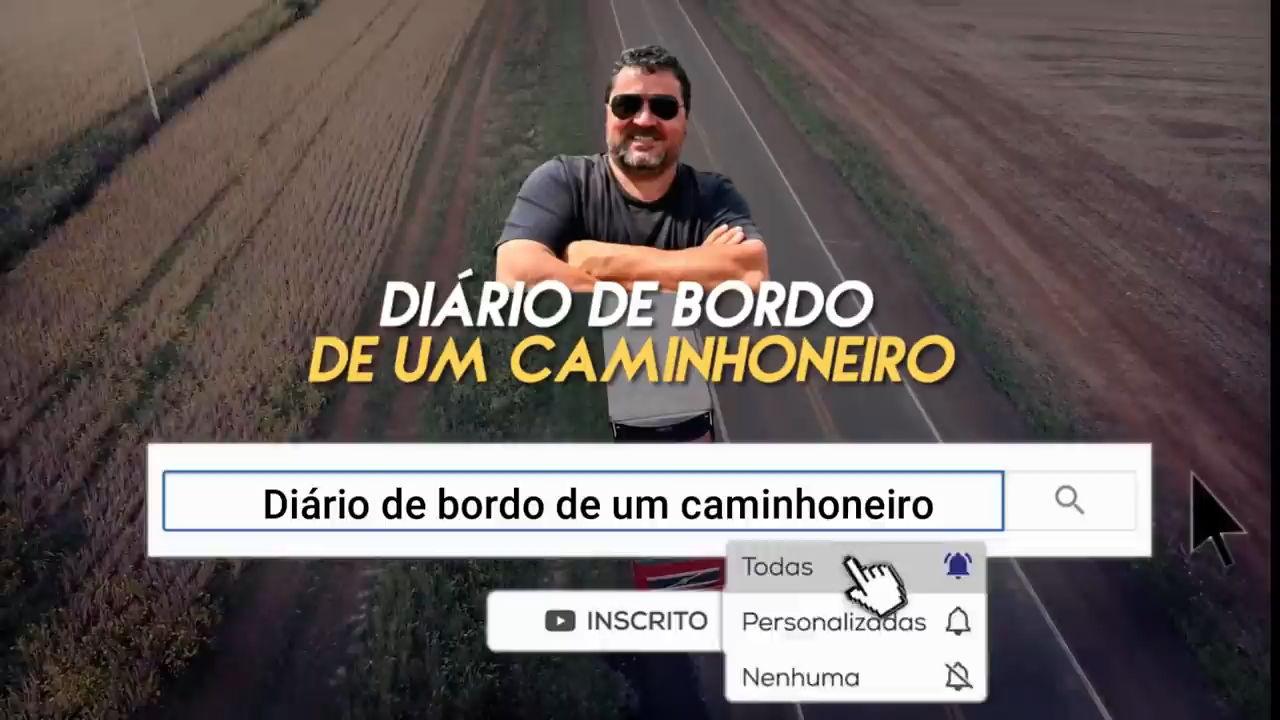 DIÁRIO DE BORDO
DE UM CAMINHONEIRO
Diário de bordo de um caminhoneiro
Todas
INSCRITO
Personalizadas
Nenhuma